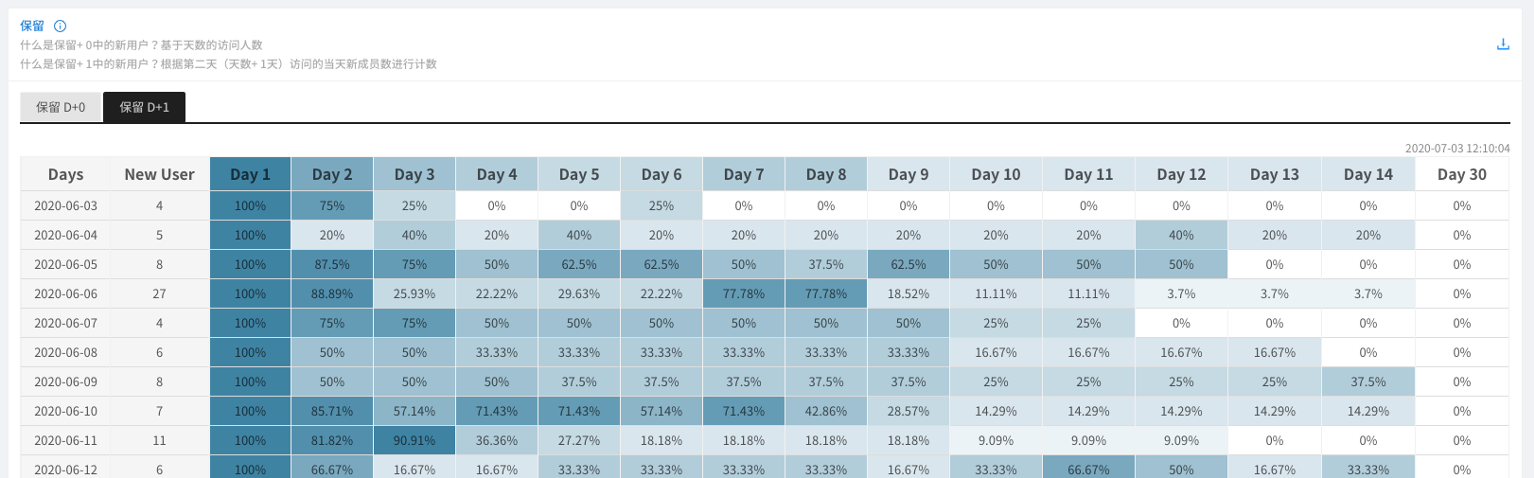 保留
什么是保留+ 0中的新用户？基于天数的访问人数
什么是保留+ 1中的新用户？根据第二天（天数+ 1天）访问的当天新成员数进行计数
保留 D+0 保留 D+1
2020-07-03 12:10:04
Days New User Day 1 Day 2 Day 3 Day 4 Day 5 Day 6 Day 7 Day 8 Day 9 Day 10 Day 11 Day 12 Day 13 Day 14 Day 30
2020-06-03 4 100% 75% 25% 0% 0% 25% 0% 0% 0% 0% 0% 0% 0% 0% 0%
2020-06-04 5 100% 20% 40% 20% 40% 20% 20% 20% 20% 20% 20% 40% 20% 20% 0%
2020-06-05 8 100% 87.5% 75% 50% 62.5% 62.5% 50% 37.5% 62.5% 50% 50% 50% 0% 0% 0%
2020-06-06 27 100% 88.89% 25.93% 22.22% 29.63% 22.22% 77.78% 77.78% 18.52% 11.11% 11.11% 3.7% 3.7% 3.7% 0%
2020-06-07 4 100% 75% 75% 50% 50% 50% 50% 50% 50% 25% 25% 0% 0% 0% 0%
2020-06-08 6 100% 50% 50% 33.33% 33.33% 33.33% 33.33% 33.33% 33.33% 16.67% 16.67% 16.67% 16.67% 0% 0%
2020-06-09 8 100% 50% 50% 50% 37.5% 37.5% 37.5% 37.5% 37.5% 25% 25% 25% 25% 37.5% 0%
2020-06-10 7 100% 85.71% 57.14% 71.43% 71.43% 57.14% 71.43% 42.86% 28.57% 14.29% 14.29% 14.29% 14.29% 14.29% 0%
2020-06-11 11 100% 81.82% 90.91% 36.36% 27.27% 18.18% 18.18% 18.18% 18.18% 9.09% 9.09% 9.09% 0% 0% 0%
2020-06-12 6 100% 66.67% 16.67% 16.67% 33.33% 33.33% 33.33% 33.33% 16.67% 33.33% 66.67% 50% 16.67% 33.33% 0%